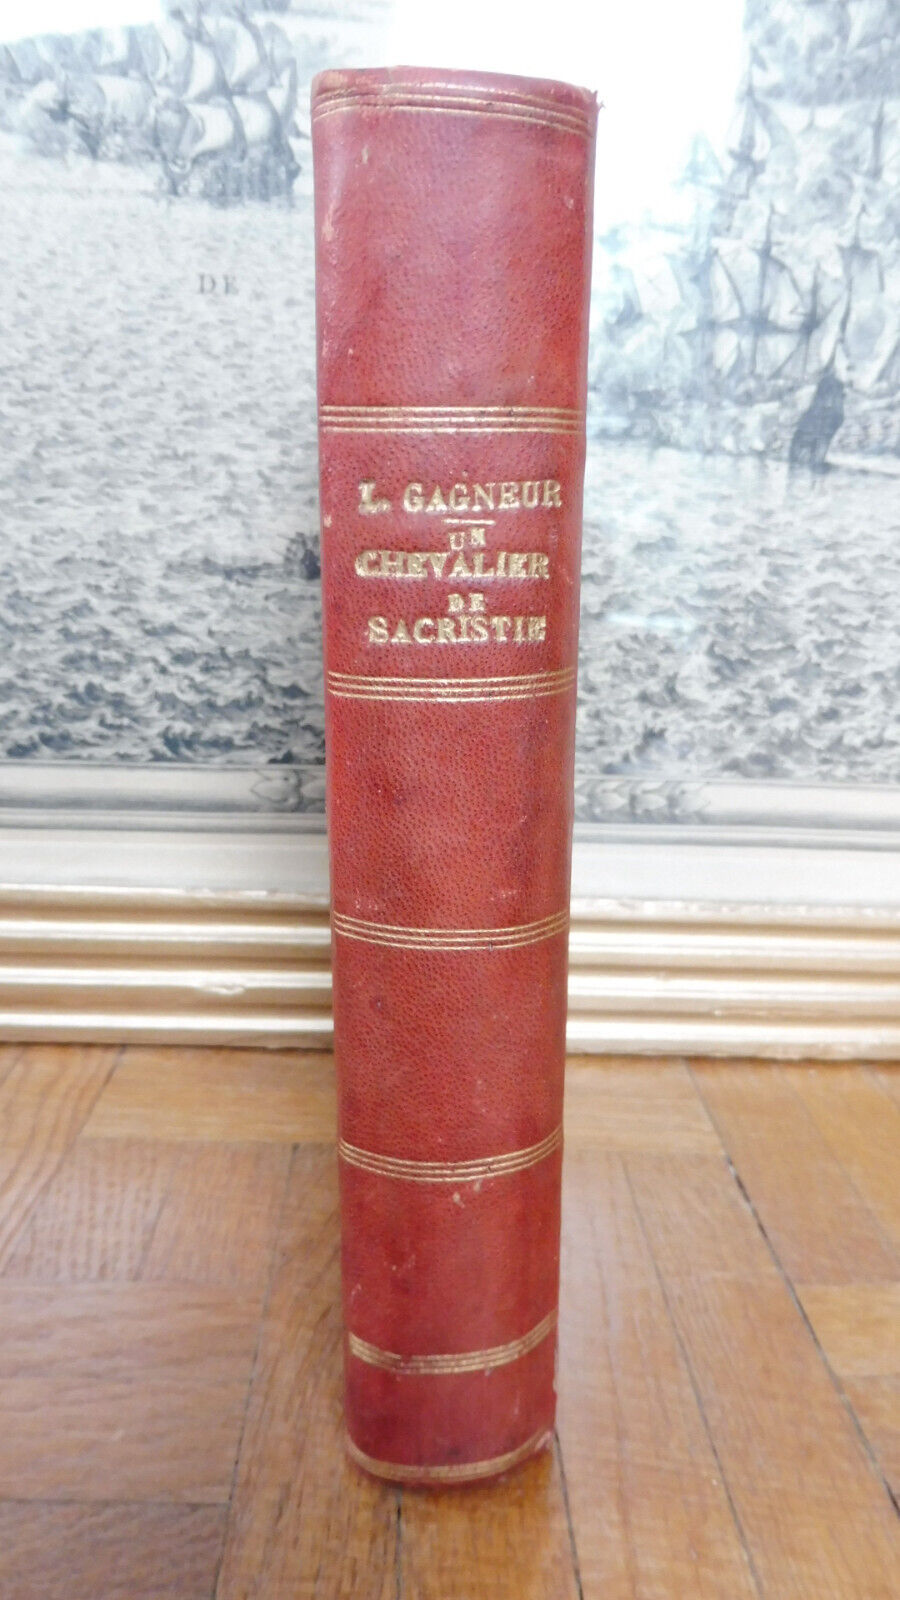 DE
L. GAGNEUR
UN
CHEVALIER
DE
SACRISTIE